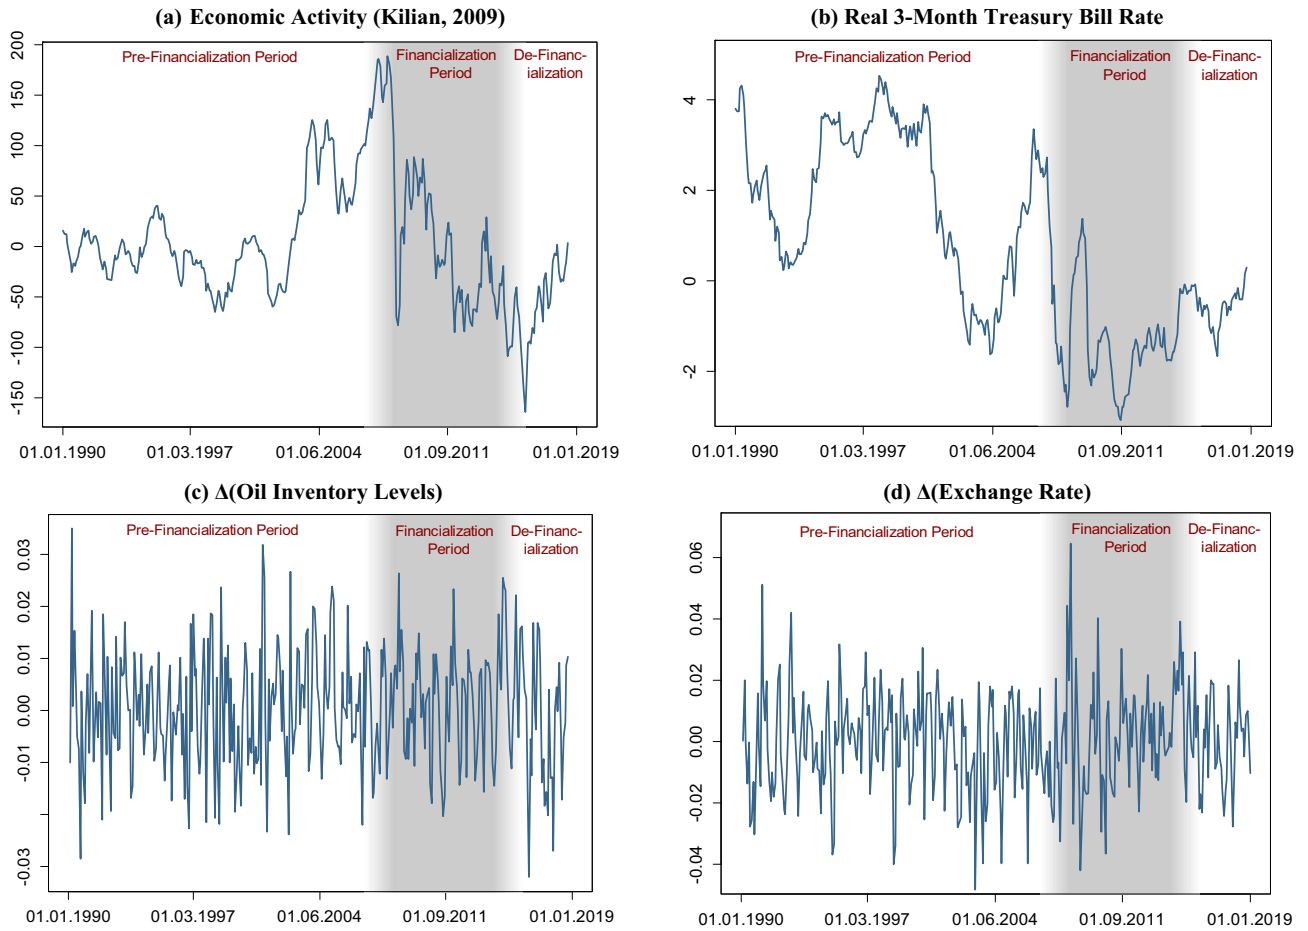 (a) Economic Activity (Kilian, 2009)
Pre-Financialization Period
Financialization
Period
De-Financ-
ialization
200
150
100
50
0
-50
-100
-150
01.01.1990
01.03.1997
01.06.2004
01.09.2011
01.01.2019
(b) Real 3-Month Treasury Bill Rate
Pre-Financialization Period
Financialization
Period
De-Financ-
ialization
4
2
0
-2
01.01.1990
01.03.1997
01.06.2004
01.09.2011
01.01.2019
(c) Δ(Oil Inventory Levels)
Pre-Financialization Period
Financialization
Period
De-Financ-
ialization
0.03
0.02
0.01
0.00
-0.01
-0.03
01.01.1990
01.03.1997
01.06.2004
01.09.2011
01.01.2019
(d) Δ(Exchange Rate)
Pre-Financialization Period
Financialization
Period
De-Financ-
ialization
0.06
0.04
0.02
0.00
-0.02
-0.04
01.01.1990
01.03.1997
01.06.2004
01.09.2011
01.01.2019